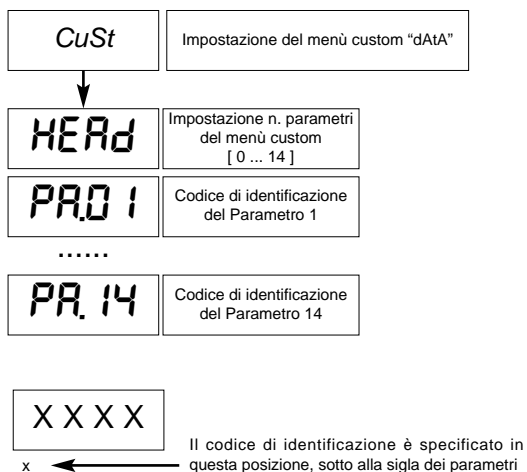 CuSt
Impostazione del menù custom “dAtA”
HEAd
Impostazione n. parametri
del menù custom
[ 0 ... 14 ]
PA.01
Codice di identificazione
del Parametro 1
......
PA.14
Codice di identificazione
del Parametro 14
X X X X
x
Il codice di identificazione è specificato in
questa posizione, sotto alla sigla dei parametri